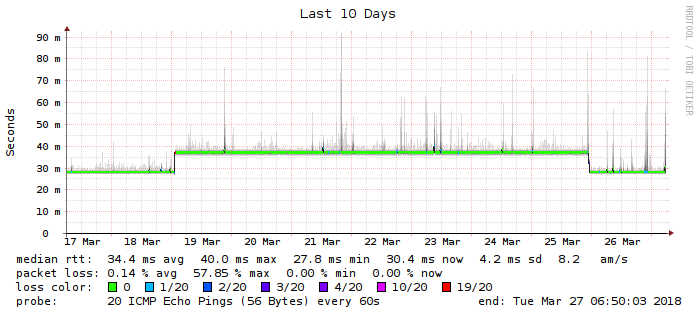 Last 10 Days
RRDTOOL / TOBI OETIKER
Seconds
90 m
80 m
70 m
60 m
50 m
40 m
30 m
20 m
10 m
0
17 Mar 18 Mar 19 Mar 20 Mar 21 Mar 22 Mar 23 Mar 24 Mar 25 Mar 26 Mar
median rtt: 34.4 ms avg 40.0 ms max 27.8 ms min 30.4 ms now 4.2 ms sd 8.2 am/s
packet loss: 0.14 % avg 57.85 % max 0.00 % min 0.00 % now
loss color: 0 1/20 2/20 3/20 4/20 10/20 19/20
probe: 20 ICMP Echo Pings (56 Bytes) every 60s end: Tue Mar 27 06:50:03 2018